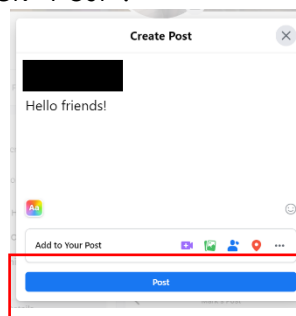 Create Post
Hello friends!
Aa
Add to Your Post
Post